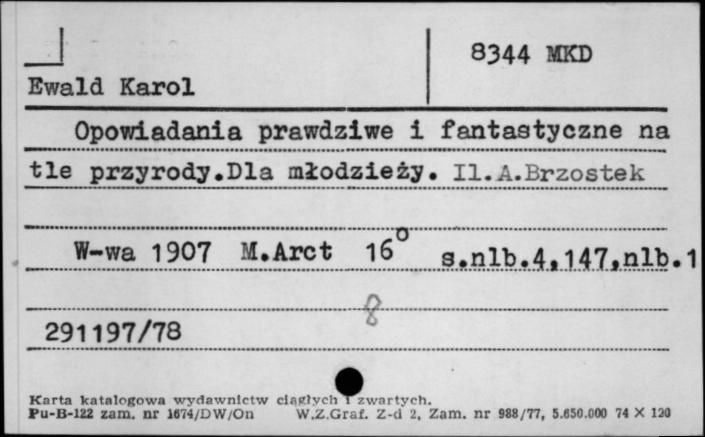 8344 MKD
Ewald Karol
Opowiadania prawdziwe i fantastyczne na
tle przyrody.Dla młodzieży. Il.A.Brzostek
W-wa 1907 M.Arct 16° s.nlb.4,147,nlb.1
8
291197/78
Karta katalogowa wydawnictw ciągłych i zwartych.
Pu-B-122 zam. nr 1674/DW/On W.Z.Graf. Z-d 2, Zam. nr 988/77, 5.650.000 74 X 120